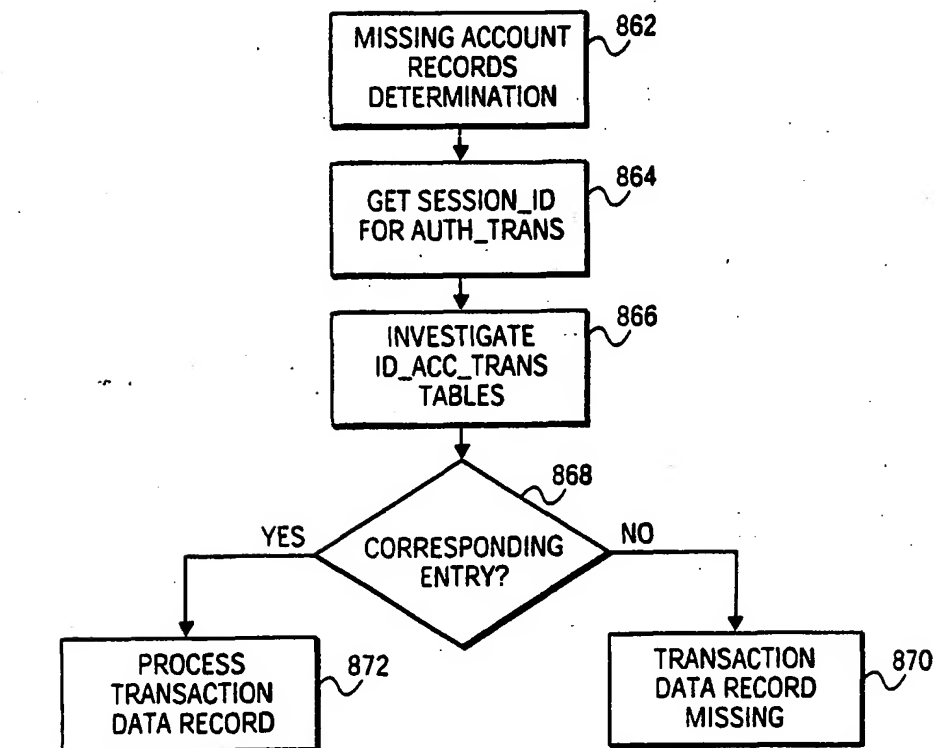 MISSING ACCOUNT
RECORDS
DETERMINATION
862
GET SESSION_ID
FOR AUTH_TRANS
864
INVESTIGATE
ID_ACC_TRANS
TABLES
866
CORRESPONDING
ENTRY?
868
YES
NO
PROCESS
TRANSACTION
DATA RECORD
872
TRANSACTION
DATA RECORD
MISSING
870